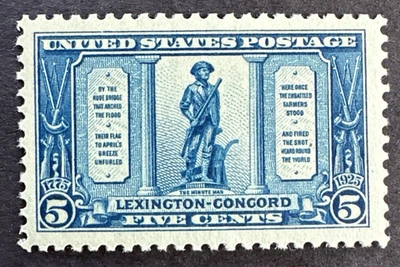 UNITED STATES POSTAGE
BY THE
RUDE BRIDGE
THAT ARCHED
THE FLOOD
THEIR FLAG
TO APRIL'S
BREEZE
UNFURLED
HERE ONCE
THE EMBATTLED
FARMERS
STOOD
AND FIRED
THE SHOT
HEARD ROUND
THE WORLD
1775
THE MINUTE MAN
1925
5
LEXINGTON-CONCORD
5
FIVE CENTS